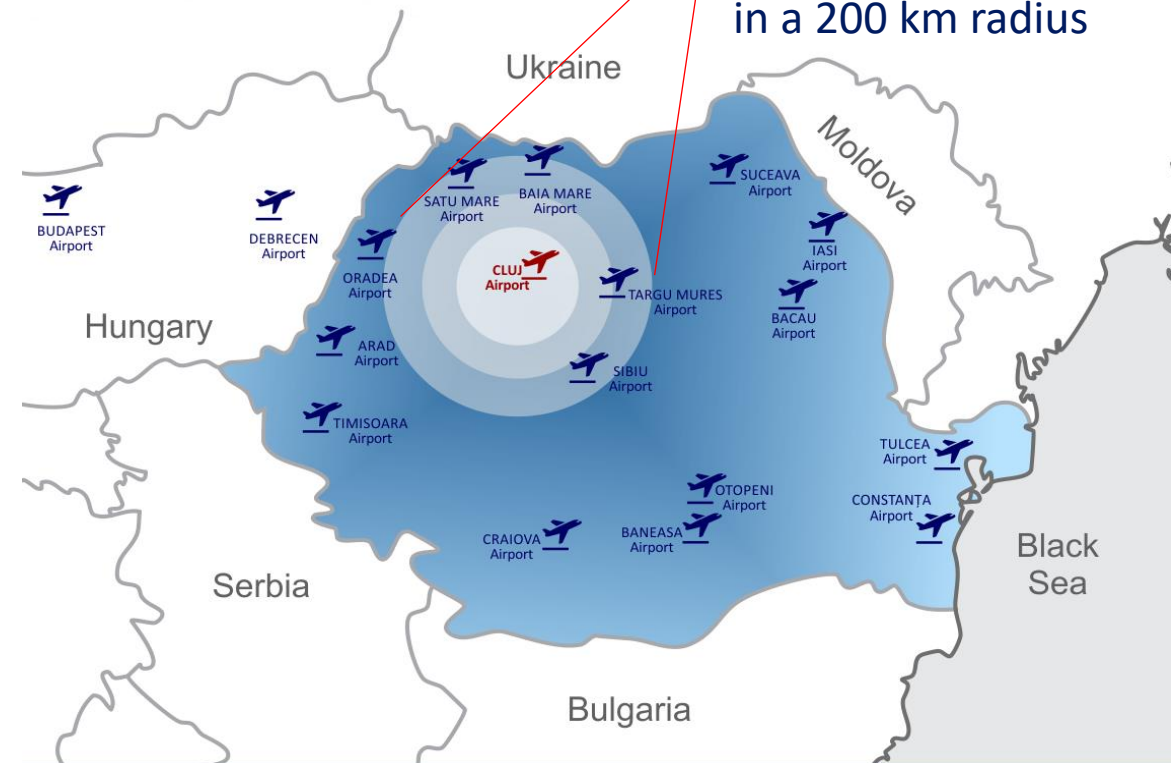 in a 200 km radius
Ukraine
Moldova
SUCEAVA
Airport
BAIA MARE
Airport
SATU MARE
Airport
BUDAPEST
Airport
DEBRECEN
Airport
IASI
Airport
ORADEA
Airport
CLUJ
Airport
TARGU MURES
Airport
BACAU
Airport
Hungary
ARAD
Airport
SIBIU
Airport
TIMISOARA
Airport
TULCEA
Airport
OTOPENI
Airport
CONSTANȚA
Airport
CRAIOVA
Airport
BANEASA
Airport
Black
Sea
Serbia
Bulgaria